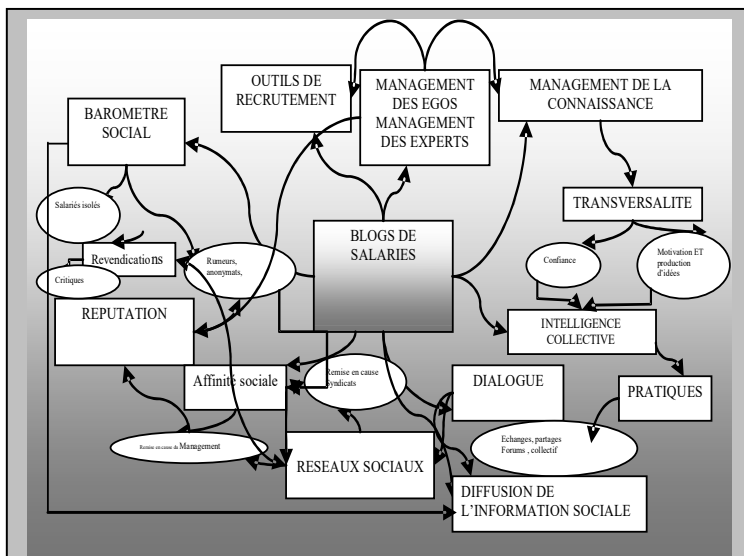 OUTILS DE
RECRUTEMENT
MANAGEMENT
DES EGOS
MANAGEMENT
DES EXPERTS
MANAGEMENT DE LA
CONNAISSANCE
BAROMETRE
SOCIAL
Salariés isolés
TRANSVERSALITE
BLOGS DE
SALARIES
Revendications
Rumeurs,
anonymats,
Confiance
Motivation ET
production
d'idées
Critiques
REPUTATION
INTELLIGENCE
COLLECTIVE
Affinité sociale
Remise en cause
Syndicats
DIALOGUE
PRATIQUES
Remise en cause de Management
RESEAUX SOCIAUX
Echanges, partages
Forums , collectif
DIFFUSION DE
L'INFORMATION SOCIALE